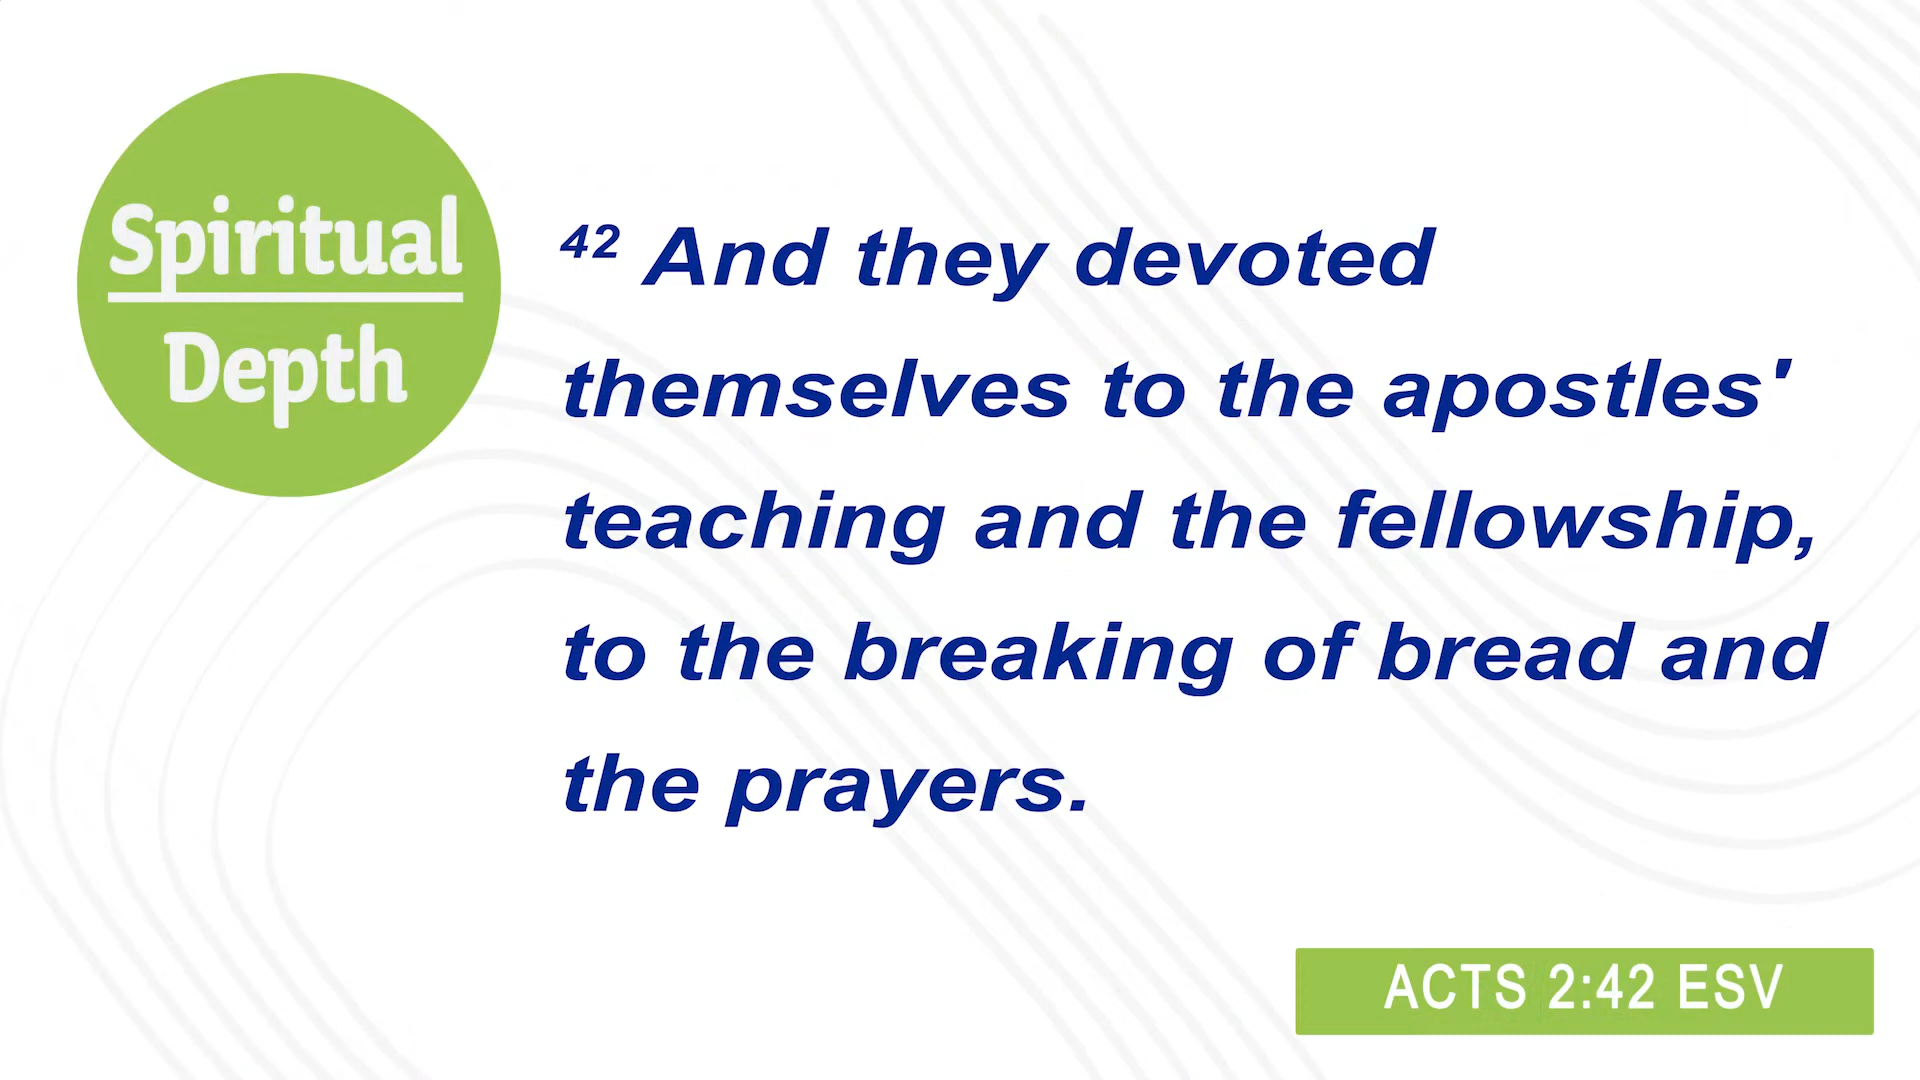 Spiritual
Depth
42 And they devoted
themselves to the apostles'
teaching and the fellowship,
to the breaking of bread and
the prayers.
ACTS 2:42 ESV